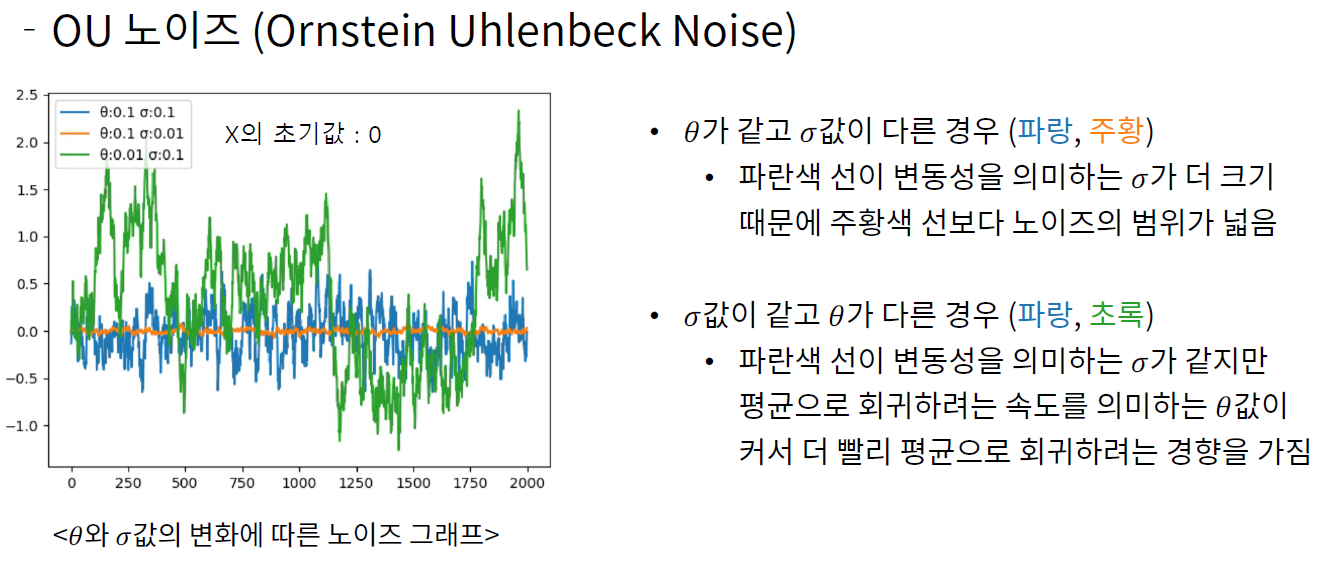 - OU 노이즈 (Ornstein Uhlenbeck Noise)
2.5
2.0
1.5
1.0
0.5
0.0
−0.5
−1.0
θ:0.1 σ:0.1
θ:0.1 σ:0.01
θ:0.01 σ:0.1
X의 초기값 : 0
0 250 500 750 1000 1250 1500 1750 2000
<θ와 σ값의 변화에 따른 노이즈 그래프>
• θ가 같고 σ값이 다른 경우 (파랑, 주황)
• 파란색 선이 변동성을 의미하는 σ가 더 크기
때문에 주황색 선보다 노이즈의 범위가 넓음
• σ값이 같고 θ가 다른 경우 (파랑, 초록)
• 파란색 선이 변동성을 의미하는 σ가 같지만
평균으로 회귀하려는 속도를 의미하는 θ값이
커서 더 빨리 평균으로 회귀하려는 경향을 가짐